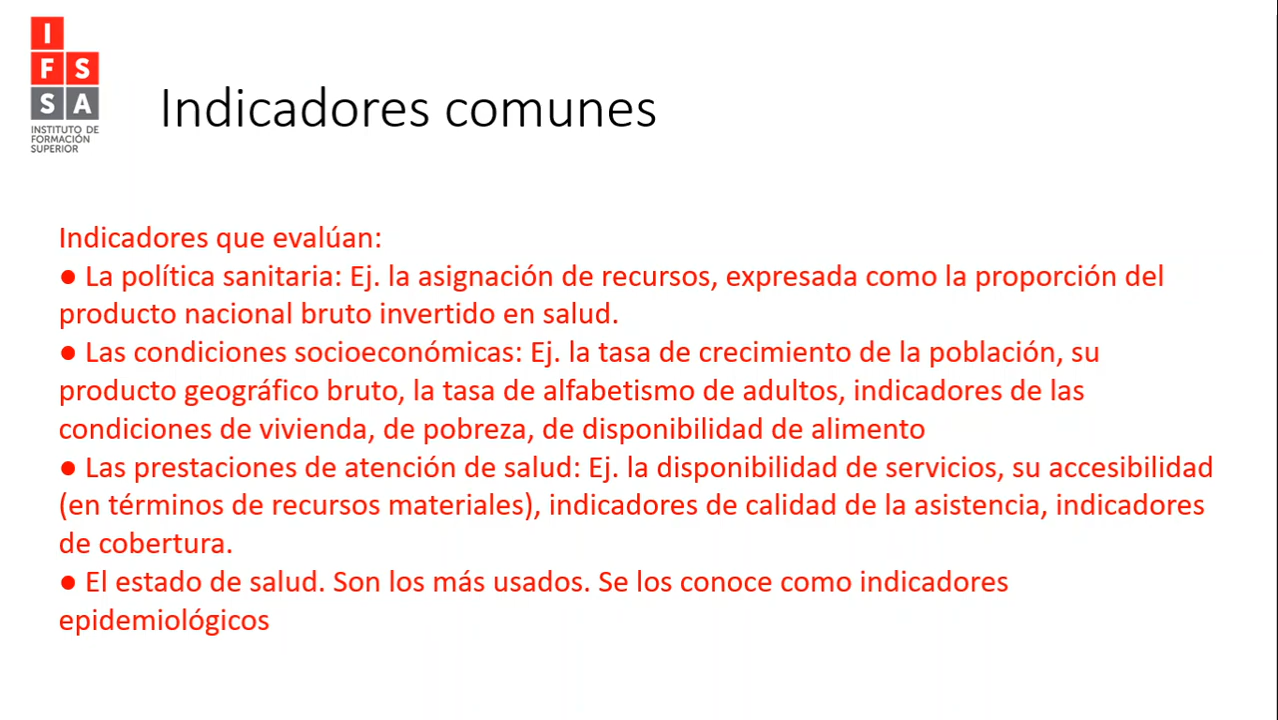 I
F S
S A
INSTITUTO DE
FORMACIÓN
SUPERIOR
Indicadores comunes
Indicadores que evalúan:
● La política sanitaria: Ej. la asignación de recursos, expresada como la proporción del
producto nacional bruto invertido en salud.
● Las condiciones socioeconómicas: Ej. la tasa de crecimiento de la población, su
producto geográfico bruto, la tasa de alfabetismo de adultos, indicadores de las
condiciones de vivienda, de pobreza, de disponibilidad de alimento
● Las prestaciones de atención de salud: Ej. la disponibilidad de servicios, su accesibilidad
(en términos de recursos materiales), indicadores de calidad de la asistencia, indicadores
de cobertura.
● El estado de salud. Son los más usados. Se los conoce como indicadores
epidemiológicos